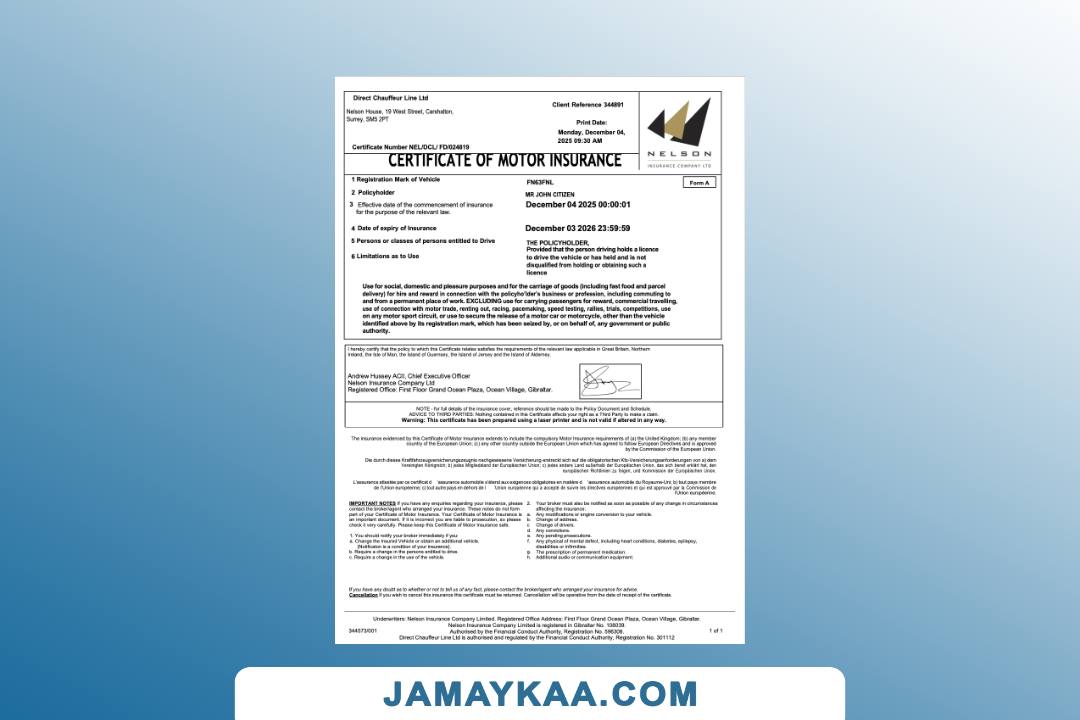 Direct Chauffeur Line Ltd
Nelson House, 19 West Street, Carshalton,
Surrey, SM5 2PT
Client Reference 344891
Print Date:
Monday, December 04,
2025 09:30 AM
Certificate Number NEL/DCL/ FD/024819
NELSON
INSURANCE COMPANY LTD
CERTIFICATE OF MOTOR INSURANCE
Form A
1 Registration Mark of Vehicle FN63FNL
2 Policyholder MR JOHN CITIZEN
3 Effective date of the commencement of insurance December 04 2025 00:00:01
for the purpose of the relevant law.
4 Date of expiry of Insurance December 03 2026 23:59:59
5 Persons or classes of persons entitled to Drive THE POLICYHOLDER,
Provided that the person driving holds a licence
6 Limitations as to Use to drive the vehicle or has held and is not
disqualified from holding or obtaining such a
licence
Use for social, domestic and pleasure purposes and for the carriage of goods (including fast food and parcel
delivery) for hire and reward in connection with the policyho'lder's business or profession, including commuting to
and from a permanent place of work. EXCLUDING use for carrying passengers for reward, commercial travelling,
use of connection with motor trade, renting out, racing, pacemaking, speed testing, rallies, trials, competitions, use
on any motor sport circuit, or use to secure the release of a motor car or motorcycle, other than the vehicle
identified above by its registration mark, which has been seized by, or on behalf of, any government or public
authority.
I hereby certify that the policy to which this Certificate relates satisfies the requirements of the relevant law applicable in Great Britain, Northern
Ireland, the Isle of Man, the Island of Guernsey, the Island of Jersey and the Island of Alderney.
Andrew Hussey ACII, Chief Executive Officer
Nelson Insurance Company Ltd
Registered Office: First Floor Grand Ocean Plaza, Ocean Village, Gibraltar.
NOTE - for full details of the insurance cover, reference should be made to the Policy Document and Schedule.
ADVICE TO THIRD PARTIES: Nothing contained in this Certificate affects your right as a Third Party to make a claim.
Warning: This certificate has been prepared using a laser printer and is not valid if altered in any way.
The insurance evidenced by this Certificate of Motor Insurance extends to include the compulsory Motor Insurance requirements of (a) the United Kingdom; (b) any member
country of the European Union; (c) any other country outside the European Union which has agreed to follow European Directives and is approved
by the Commission of the European Union.
Die durch dieses Kraftfahrzeugversicherungszeugnis nachgewiesene Versicherung erstreckt sich auf die obligatorischen Kfz-Versicherungsanforderungen von a) dem
Vereinigten Königreich; b) jedes Mitgliedsland der Europäischen Union; c) jedes andere Land außerhalb der Europäischen Union, das sich bereit erklärt hat, den
europäischen Richtlinien zu folgen, und Kommission der Europäischen Union.
L'assurance attestée par ce certificat d 'assurance automobile s'étend aux exigences obligatoires en matière d 'assurance automobile du Royaume-Uni; b) tout pays membre
de l'Union européenne; c) tout autre pays en dehors de l Union européenne qui a accepté de suivre les directives européennes et qui est approuvé par la Commission de
l'Union européenne.
IMPORTANT NOTES If you have any enquiries regarding your insurance, please
contact the broker/agent who arranged your insurance. These notes do not form
part of your Certificate of Motor Insurance. Your Certificate of Motor Insurance is
an important document. If it is incorrect you are liable to prosecution, so please
check it very carefully. Please keep this Certificate of Motor Insurance safe.
1. You should notify your broker immediately if you
a. Change the Insured Vehicle or obtain an additional vehicle.
(Notification is a condition of your insurance).
b. Require a change in the persons entitled to drive.
c. Require a change in the use of the vehicle.
2. Your broker must also be notified as soon as possible of any change in circumstances
affecting the insurance:
a. Any modifications or engine conversion to your vehicle.
b. Change of address.
c. Change of drivers.
d. Any convictions.
e. Any pending prosecutions.
f. Any physical of mental defect, including heart conditions, diabetes, epilepsy,
disabilities or infirmities.
g. The prescription of permanent medication.
h. Additional audio or communication equipment
If you have any doubt as to whether or not to tell us of any fact, please contact the broker/agent who arranged your insurance for advice.
Cancellation If you wish to cancel this insurance this certificate must be returned. Cancellation will be operative from the date of receipt of the certificate.
Underwriters: Nelson Insurance Company Limited. Registered Office Address: First Floor Grand Ocean Plaza, Ocean Village, Gibraltar.
Nelson Insurance Company Limited is registered in Gibraltar No. 108039.
344573/001 Authorised by the Financial Conduct Authority, Registration No. 596306. 1 of 1
Direct Chauffeur Line Ltd is authorised and regulated by the Financial Conduct Authority, Registration No. 301112
JAMAYKAA.COM